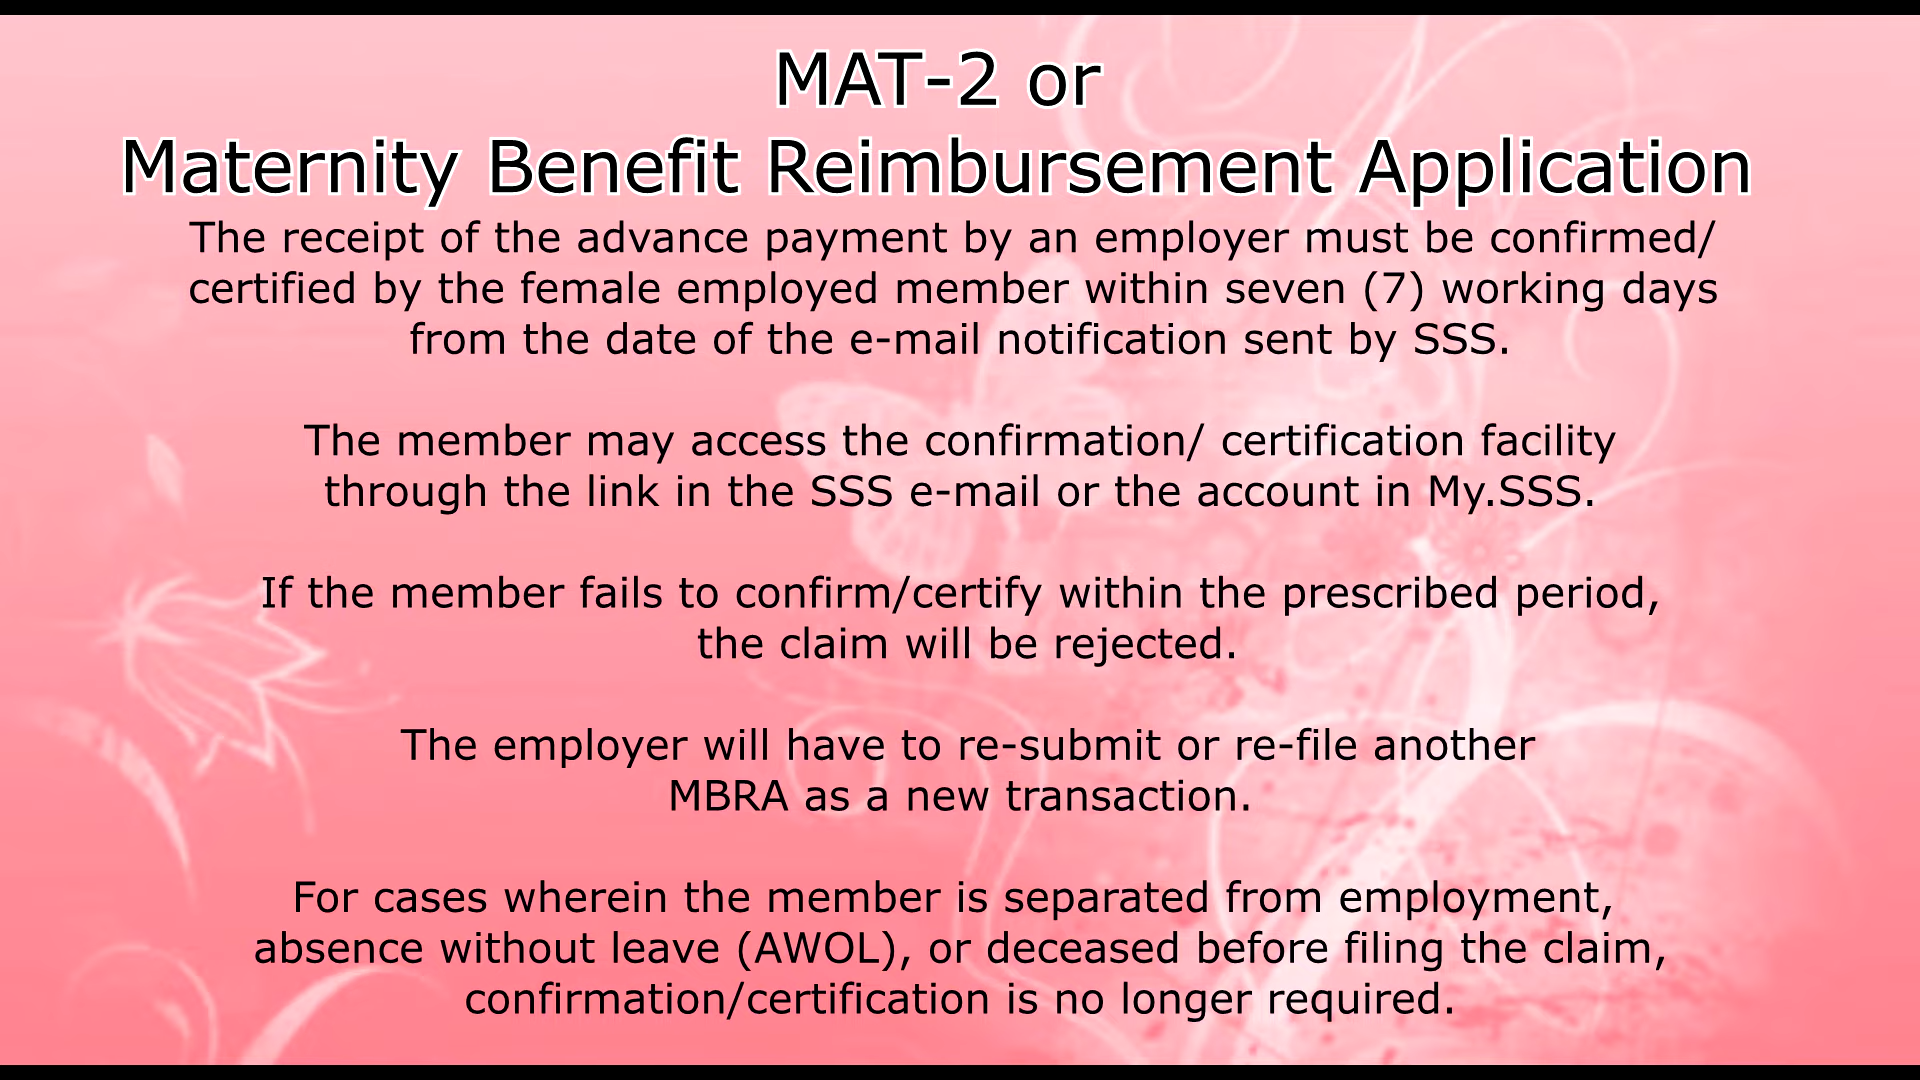 MAT-2 or
Maternity Benefit Reimbursement Application
The receipt of the advance payment by an employer must be confirmed/
certified by the female employed member within seven (7) working days
from the date of the e-mail notification sent by SSS.
The member may access the confirmation/ certification facility
through the link in the SSS e-mail or the account in My.SSS.
If the member fails to confirm/certify within the prescribed period,
the claim will be rejected.
The employer will have to re-submit or re-file another
MBRA as a new transaction.
For cases wherein the member is separated from employment,
absence without leave (AWOL), or deceased before filing the claim,
confirmation/certification is no longer required.